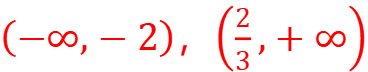 (−∞, − 2), (2/3, + ∞)